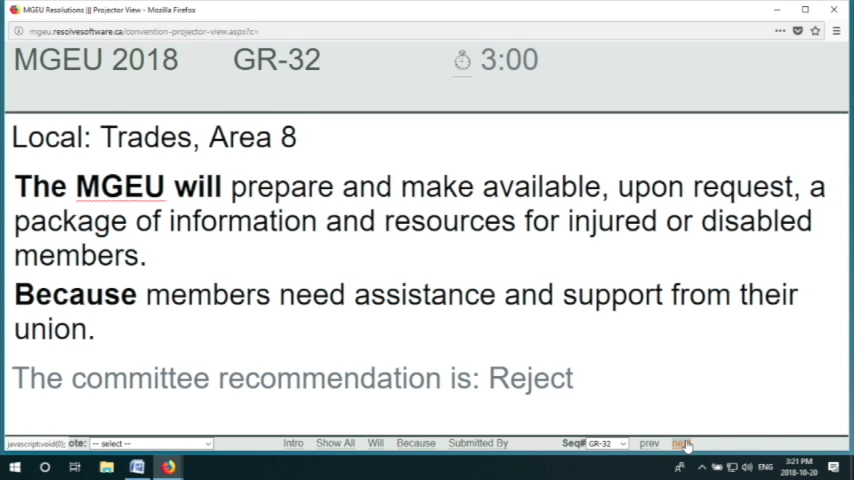 MGEU Resolutions ||| Projector View - Mozilla Firefox
mgeu.resolvesoftware.ca/convention-projector-view.aspx?c=
MGEU 2018 GR-32 3:00
Local: Trades, Area 8
The MGEU will prepare and make available, upon request, a
package of information and resources for injured or disabled
members.
Because members need assistance and support from their
union.
The committee recommendation is: Reject
javascript:void(0); ote: -- select -- Intro Show All Will Because Submitted By Seq# GR-32 prev next
ENG 3:21 PM
2018-10-20